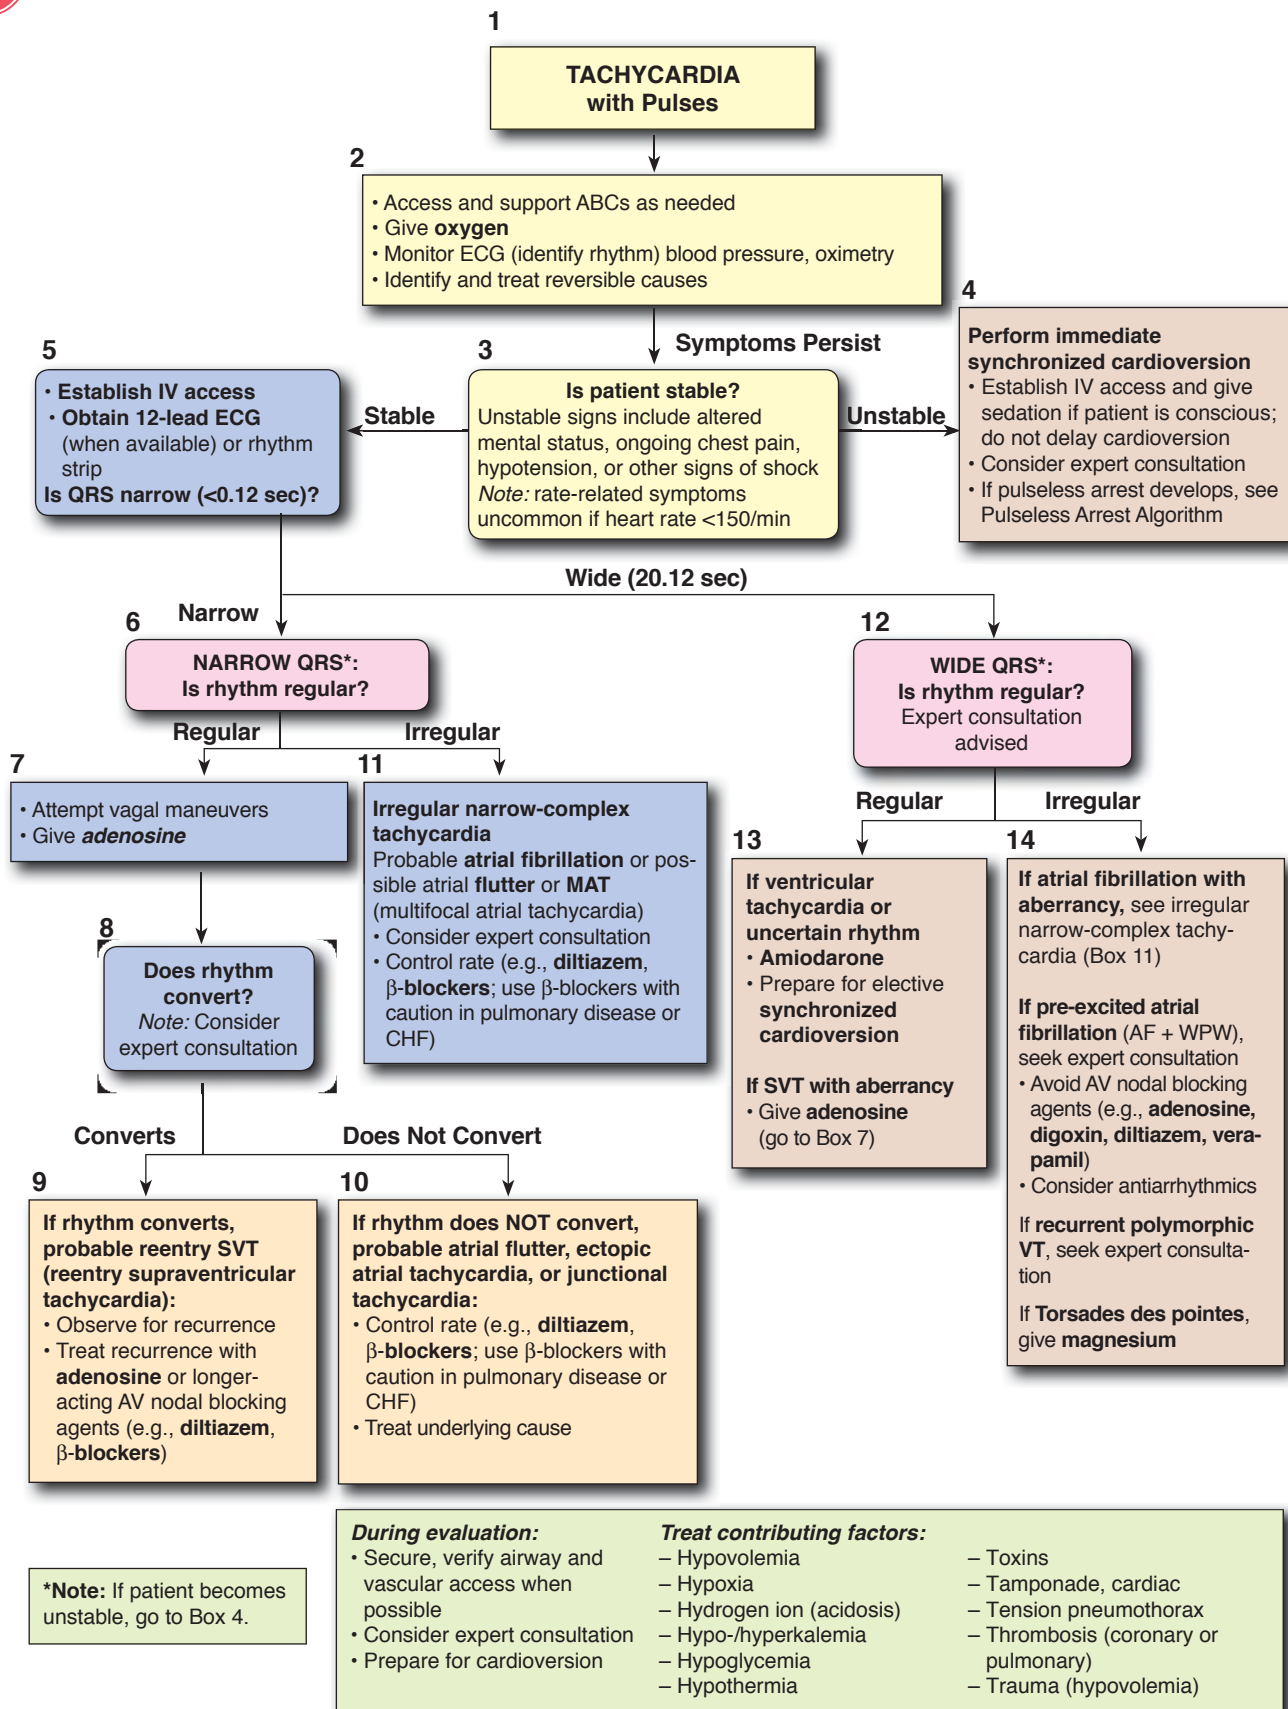 1
TACHYCARDIA
with Pulses
2
• Access and support ABCs as needed
• Give oxygen
• Monitor ECG (identify rhythm) blood pressure, oximetry
• Identify and treat reversible causes
Symptoms Persist
3
Is patient stable?
Unstable signs include altered
mental status, ongoing chest pain,
hypotension, or other signs of shock
Note: rate-related symptoms
uncommon if heart rate <150/min
Stable
Unstable
4
Perform immediate
synchronized cardioversion
• Establish IV access and give
sedation if patient is conscious;
do not delay cardioversion
• Consider expert consultation
• If pulseless arrest develops, see
Pulseless Arrest Algorithm
5
• Establish IV access
• Obtain 12-lead ECG
(when available) or rhythm
strip
Is QRS narrow (<0.12 sec)?
Wide (20.12 sec)
Narrow
6
NARROW QRS*:
Is rhythm regular?
Regular
Irregular
7
• Attempt vagal maneuvers
• Give adenosine
8
Does rhythm
convert?
Note: Consider
expert consultation
Converts
Does Not Convert
9
If rhythm converts,
probable reentry SVT
(reentry supraventricular
tachycardia):
• Observe for recurrence
• Treat recurrence with
adenosine or longer-
acting AV nodal blocking
agents (e.g., diltiazem,
β-blockers)
10
If rhythm does NOT convert,
probable atrial flutter, ectopic
atrial tachycardia, or junctional
tachycardia:
• Control rate (e.g., diltiazem,
β-blockers; use β-blockers with
caution in pulmonary disease or
CHF)
• Treat underlying cause
11
Irregular narrow-complex
tachycardia
Probable atrial fibrillation or pos-
sible atrial flutter or MAT
(multifocal atrial tachycardia)
• Consider expert consultation
• Control rate (e.g., diltiazem,
β-blockers; use β-blockers with
caution in pulmonary disease or
CHF)
12
WIDE QRS*:
Is rhythm regular?
Expert consultation
advised
Regular
Irregular
13
If ventricular
tachycardia or
uncertain rhythm
• Amiodarone
• Prepare for elective
synchronized
cardioversion
If SVT with aberrancy
• Give adenosine
(go to Box 7)
14
If atrial fibrillation with
aberrancy, see irregular
narrow-complex tachy-
cardia (Box 11)
If pre-excited atrial
fibrillation (AF + WPW),
seek expert consultation
• Avoid AV nodal blocking
agents (e.g., adenosine,
digoxin, diltiazem, vera-
pamil)
• Consider antiarrhythmics
If recurrent polymorphic
VT, seek expert consulta-
tion
If Torsades des pointes,
give magnesium
*Note: If patient becomes
unstable, go to Box 4.
During evaluation:
• Secure, verify airway and
vascular access when
possible
• Consider expert consultation
• Prepare for cardioversion
Treat contributing factors:
– Hypovolemia
– Hypoxia
– Hydrogen ion (acidosis)
– Hypo-/hyperkalemia
– Hypoglycemia
– Hypothermia
– Toxins
– Tamponade, cardiac
– Tension pneumothorax
– Thrombosis (coronary or
pulmonary)
– Trauma (hypovolemia)